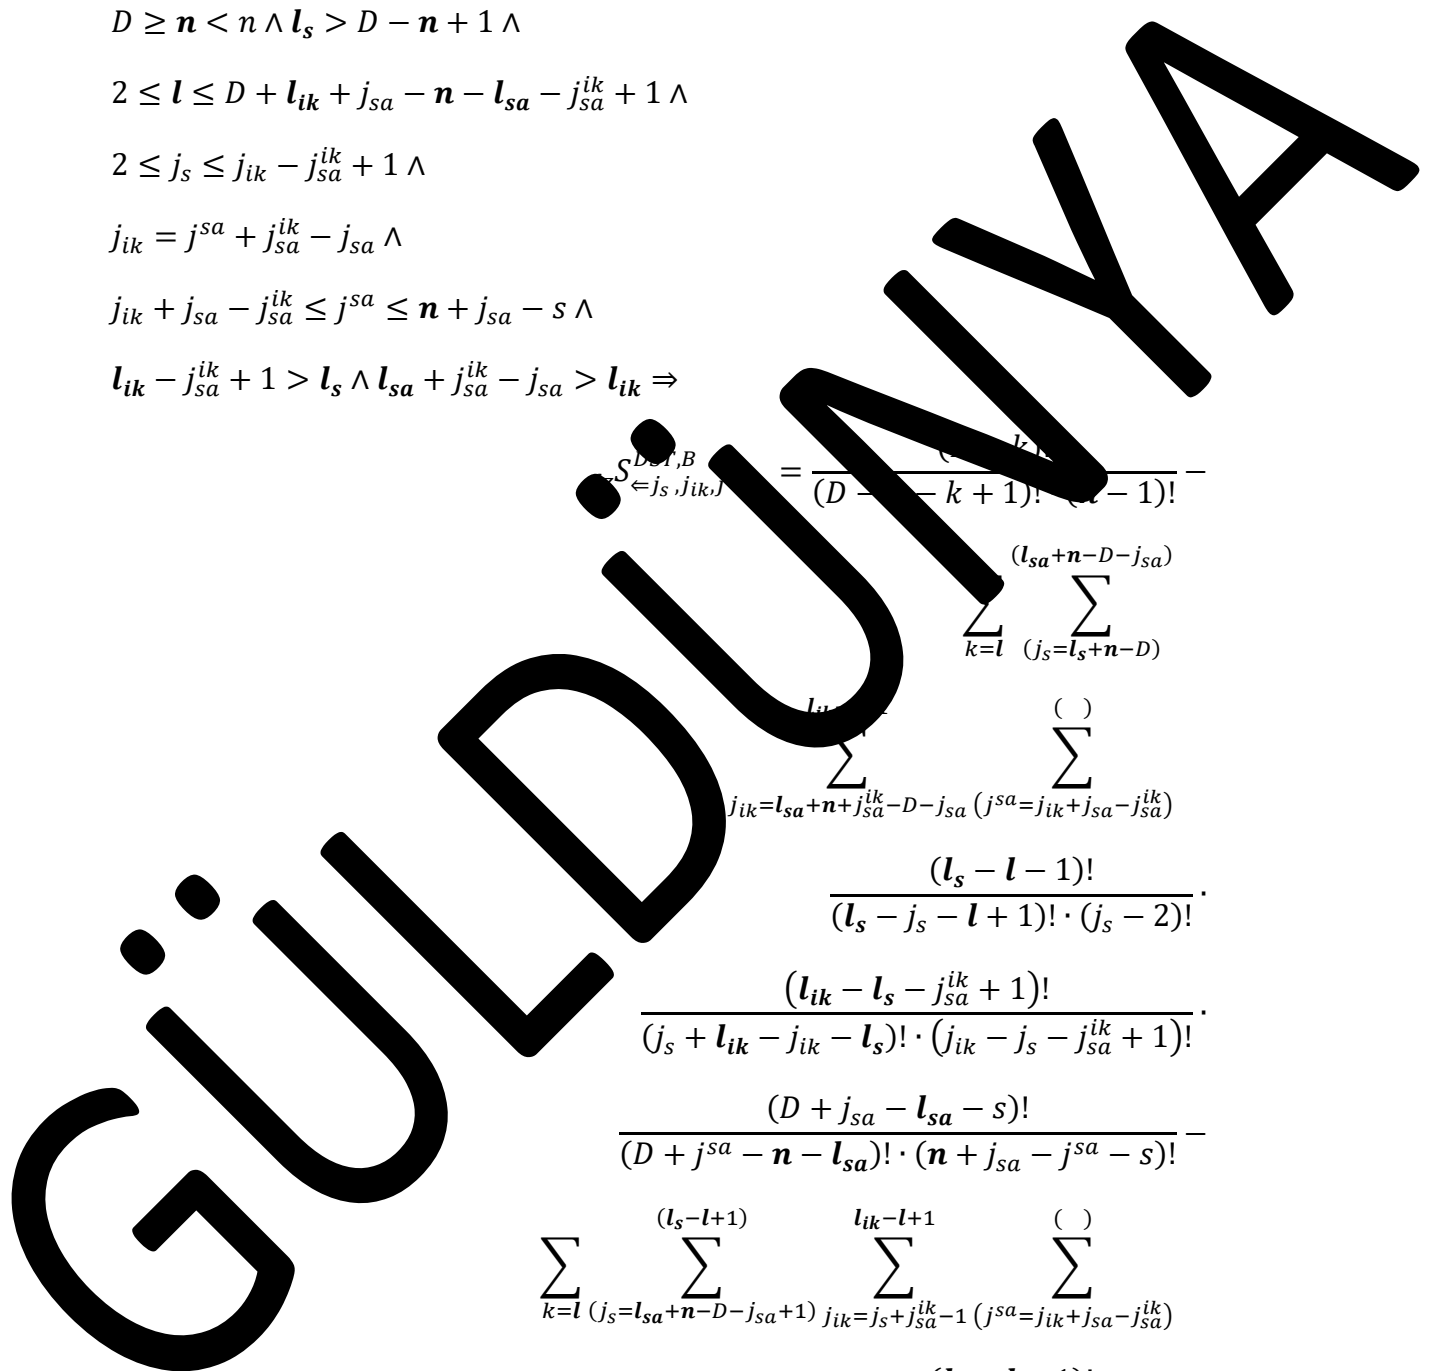 D ≥ n < n ∧ l_s > D − n + 1 ∧
2 ≤ l ≤ D + l_ik + j_sa − n − l_sa − j_sa^ik + 1 ∧
2 ≤ j_s ≤ j_ik − j_sa^ik + 1 ∧
j_ik = j^sa + j_sa^ik − j_sa ∧
j_ik + j_sa − j_sa^ik ≤ j^sa ≤ n + j_sa − s ∧
l_ik − j_sa^ik + 1 > l_s ∧ l_sa + j_sa^ik − j_sa > l_ik ⇒
=
−
(l_sa+n−D−j_sa)
∑ ∑
k=l (j_s=l_s+n−D)
( )
∑ ∑
j_ik=l_sa+n+j_sa^ik−D−j_sa (j^sa=j_ik+j_sa−j_sa^ik)
(l_s − l − 1)!
(l_s − j_s − l + 1)! · (j_s − 2)! ·
(l_ik − l_s − j_sa^ik + 1)!
(j_s + l_ik − j_ik − l_s)! · (j_ik − j_s − j_sa^ik + 1)! ·
(D + j_sa − l_sa − s)!
(D + j^sa − n − l_sa)! · (n + j_sa − j^sa − s)! −
(l_s−l+1) l_ik−l+1 ( )
∑ ∑ ∑ ∑
k=l (j_s=l_sa+n−D−j_sa+1) j_ik=j_s+j_sa^ik−1 (j^sa=j_ik+j_sa−j_sa^ik)
GÜLDÜNYA